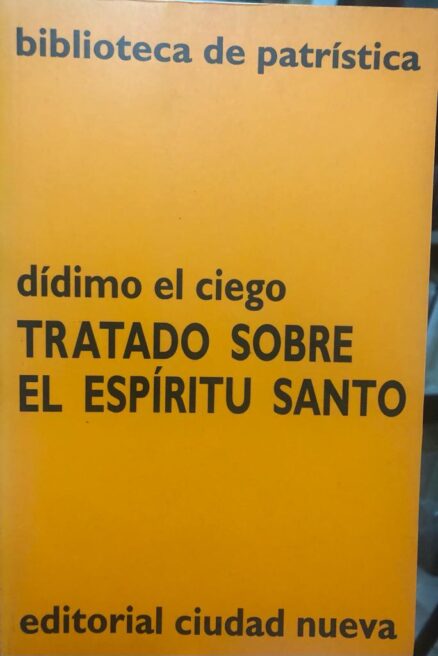 biblioteca de patrística
dídimo el ciego
TRATADO SOBRE
EL ESPÍRITU SANTO
editorial ciudad nueva